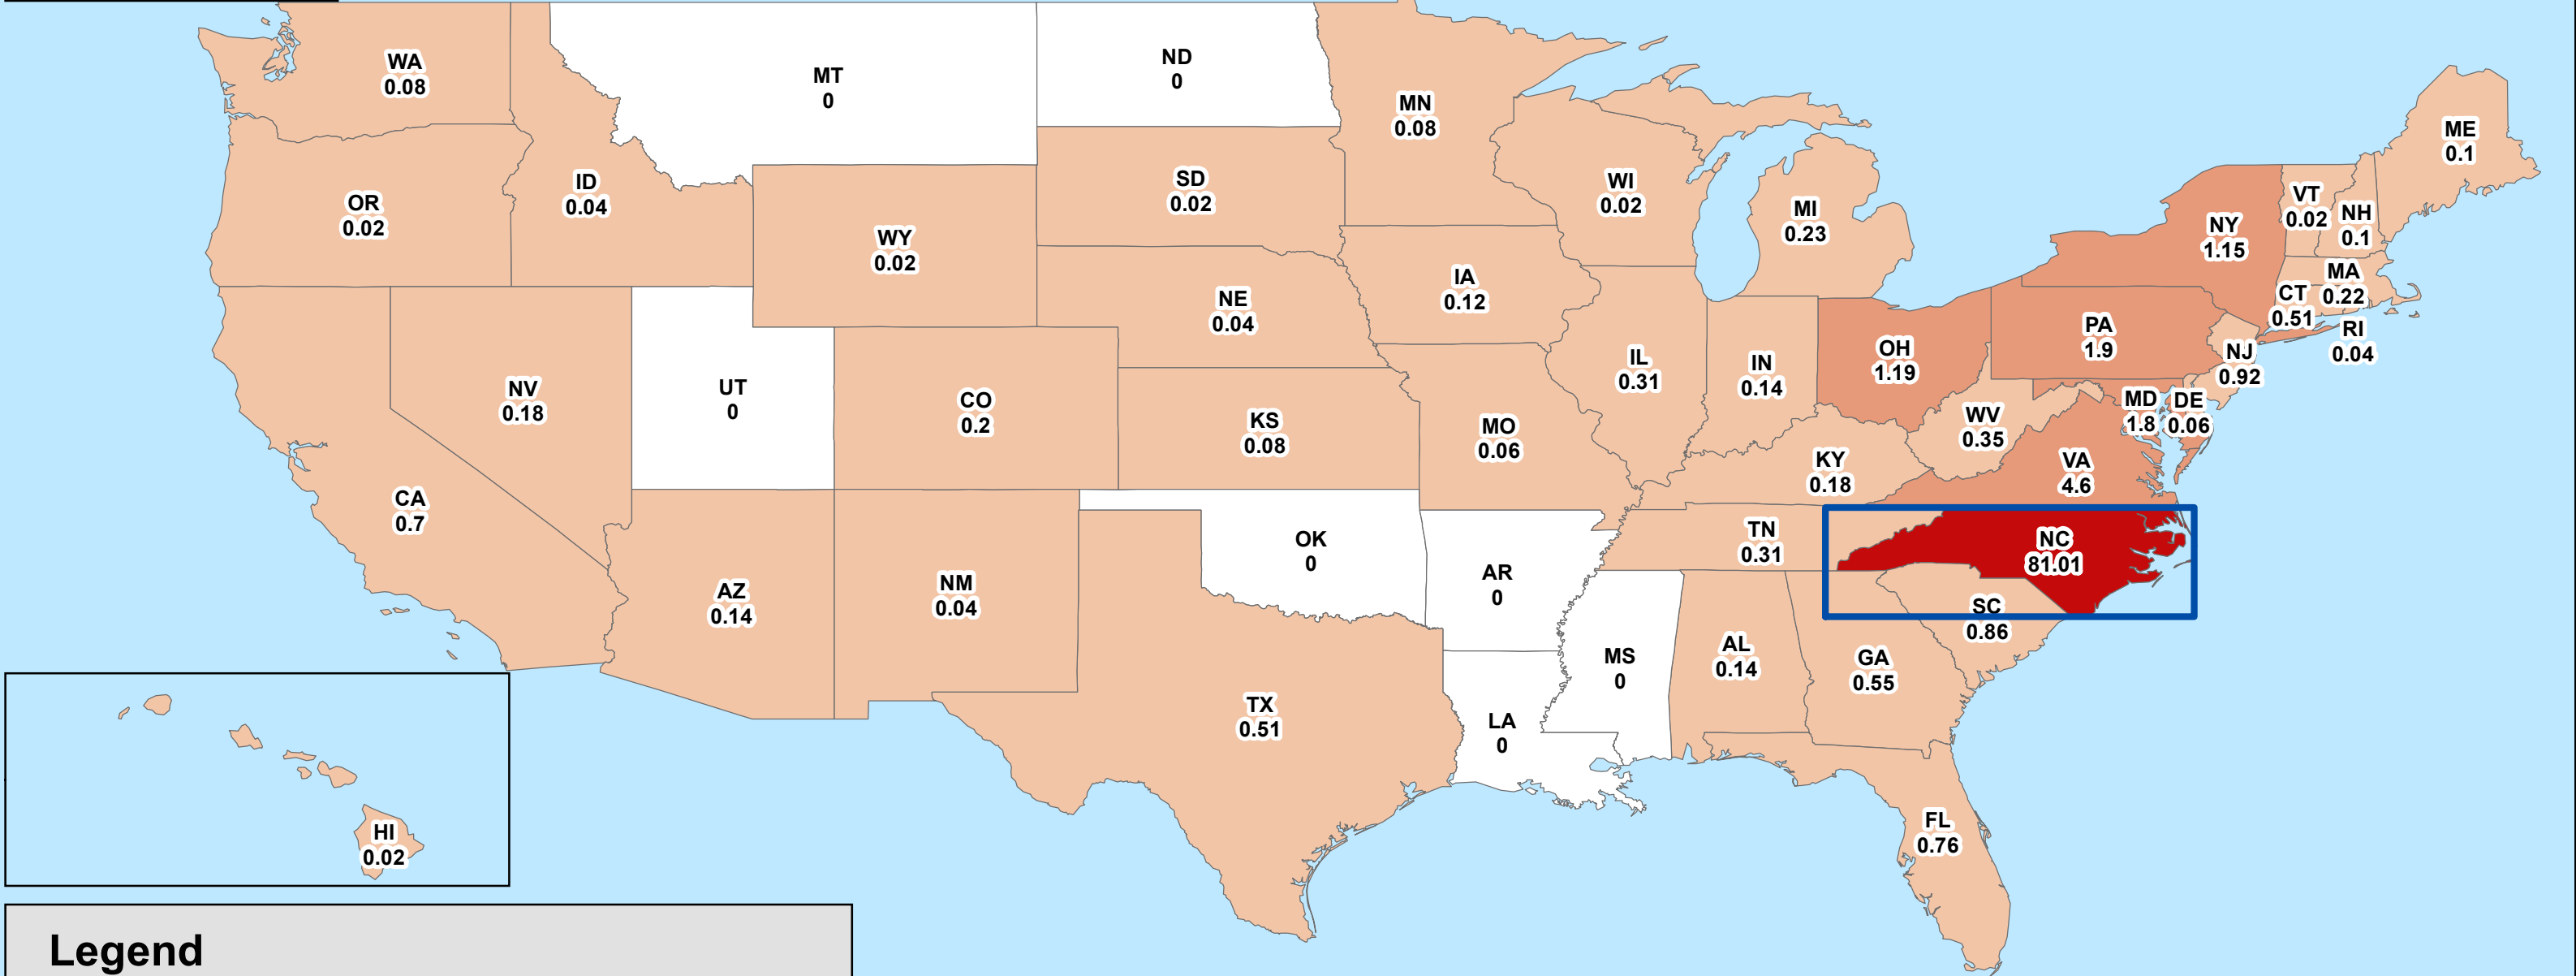 WA
0.08
MT
0
ND
0
MN
0.08
ME
0.1
OR
0.02
ID
0.04
WY
0.02
SD
0.02
WI
0.02
MI
0.23
NY
1.15
VT
0.02
NH
0.1
MA
0.22
CT
0.51
RI
0.04
NE
0.04
IA
0.12
IL
0.31
IN
0.14
OH
1.19
PA
1.9
NJ
0.92
NV
0.18
UT
0
CO
0.2
KS
0.08
MO
0.06
KY
0.18
WV
0.35
MD
1.8
DE
0.06
VA
4.6
CA
0.7
AZ
0.14
NM
0.04
OK
0
AR
0
TN
0.31
NC
81.01
SC
0.86
TX
0.51
LA
0
MS
0
AL
0.14
GA
0.55
FL
0.76
HI
0.02
Legend